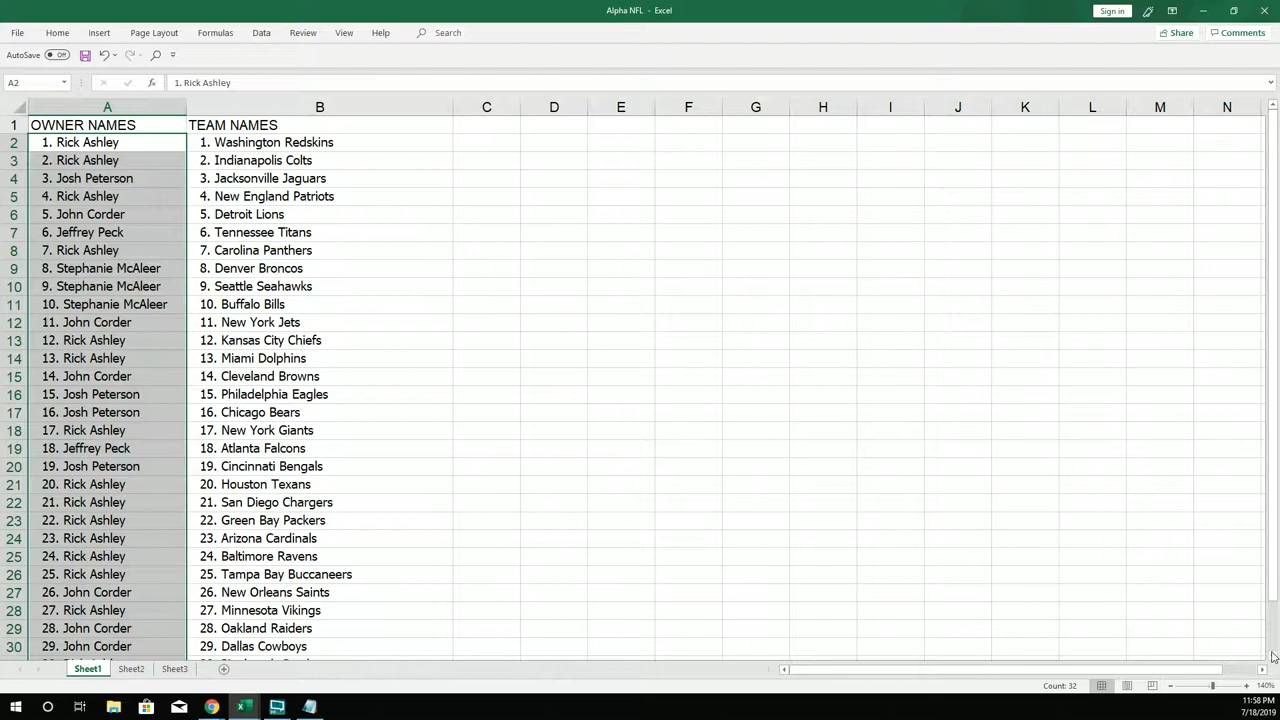 Alpha NFL - Excel
Sign in
File Home Insert Page Layout Formulas Data Review View Help Search Share Comments
AutoSave Off
A2 fx 1. Rick Ashley
A B C D E F G H I J K L M N
1 OWNER NAMES TEAM NAMES
2 1. Rick Ashley 1. Washington Redskins
3 2. Rick Ashley 2. Indianapolis Colts
4 3. Josh Peterson 3. Jacksonville Jaguars
5 4. Rick Ashley 4. New England Patriots
6 5. John Corder 5. Detroit Lions
7 6. Jeffrey Peck 6. Tennessee Titans
8 7. Rick Ashley 7. Carolina Panthers
9 8. Stephanie McAleer 8. Denver Broncos
10 9. Stephanie McAleer 9. Seattle Seahawks
11 10. Stephanie McAleer 10. Buffalo Bills
12 11. John Corder 11. New York Jets
13 12. Rick Ashley 12. Kansas City Chiefs
14 13. Rick Ashley 13. Miami Dolphins
15 14. John Corder 14. Cleveland Browns
16 15. Josh Peterson 15. Philadelphia Eagles
17 16. Josh Peterson 16. Chicago Bears
18 17. Rick Ashley 17. New York Giants
19 18. Jeffrey Peck 18. Atlanta Falcons
20 19. Josh Peterson 19. Cincinnati Bengals
21 20. Rick Ashley 20. Houston Texans
22 21. Rick Ashley 21. San Diego Chargers
23 22. Rick Ashley 22. Green Bay Packers
24 23. Rick Ashley 23. Arizona Cardinals
25 24. Rick Ashley 24. Baltimore Ravens
26 25. Rick Ashley 25. Tampa Bay Buccaneers
27 26. John Corder 26. New Orleans Saints
28 27. Rick Ashley 27. Minnesota Vikings
29 28. John Corder 28. Oakland Raiders
30 29. John Corder 29. Dallas Cowboys
Sheet1 Sheet2 Sheet3
Count: 32 140%
11:58 PM
7/18/2019